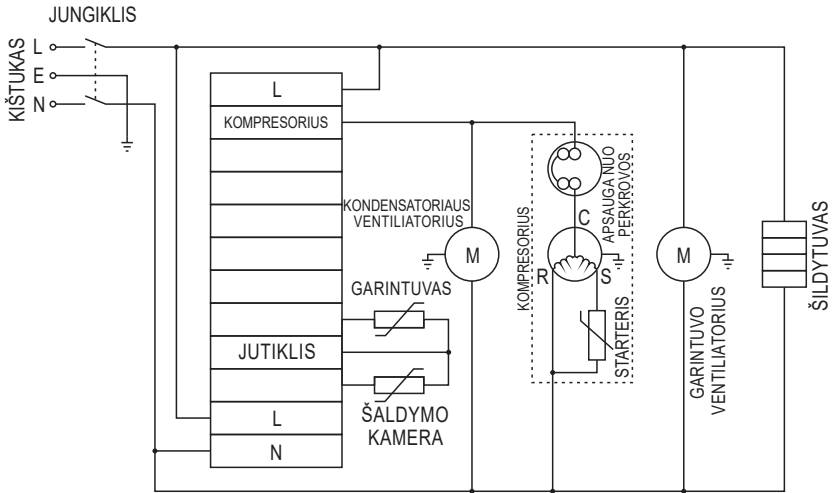 JUNGIKLIS
KIŠTUKAS
L
E
N
L
KOMPRESORIUS
JUTIKLIS
L
N
KONDENSATORIAUS
VENTILIATORIUS
M
GARINTUVAS
ŠALDYMO
KAMERA
KOMPRESORIUS
APSAUGA NUO
PERKROVOS
C
R
S
STARTERIS
M
GARINTUVO
VENTILIATORIUS
ŠILDYTUVAS